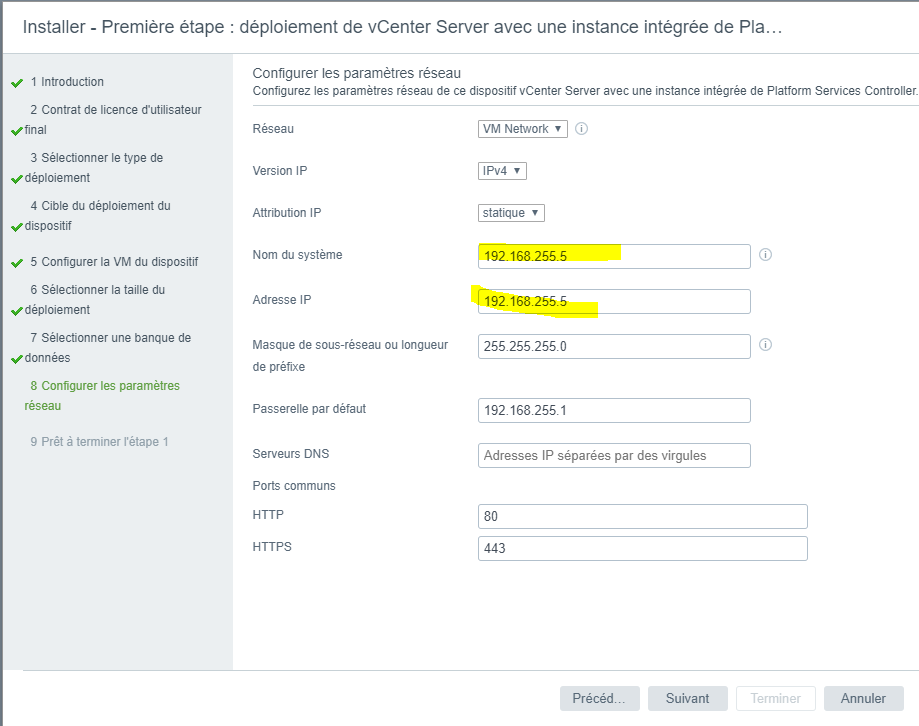 Installer - Première étape : déploiement de vCenter Server avec une instance intégrée de Pla…
1 Introduction
2 Contrat de licence d'utilisateur
final
3 Sélectionner le type de
déploiement
4 Cible du déploiement du
dispositif
5 Configurer la VM du dispositif
6 Sélectionner la taille du
déploiement
7 Sélectionner une banque de
données
8 Configurer les paramètres
réseau
9 Prêt à terminer l'étape 1
Configurer les paramètres réseau
Configurez les paramètres réseau de ce dispositif vCenter Server avec une instance intégrée de Platform Services Controller.
Réseau VM Network
Version IP IPv4
Attribution IP statique
Nom du système 192.168.255.5
Adresse IP 192.168.255.5
Masque de sous-réseau ou longueur
de préfixe 255.255.255.0
Passerelle par défaut 192.168.255.1
Serveurs DNS Adresses IP séparées par des virgules
Ports communs
HTTP 80
HTTPS 443
Précéd… Suivant Terminer Annuler